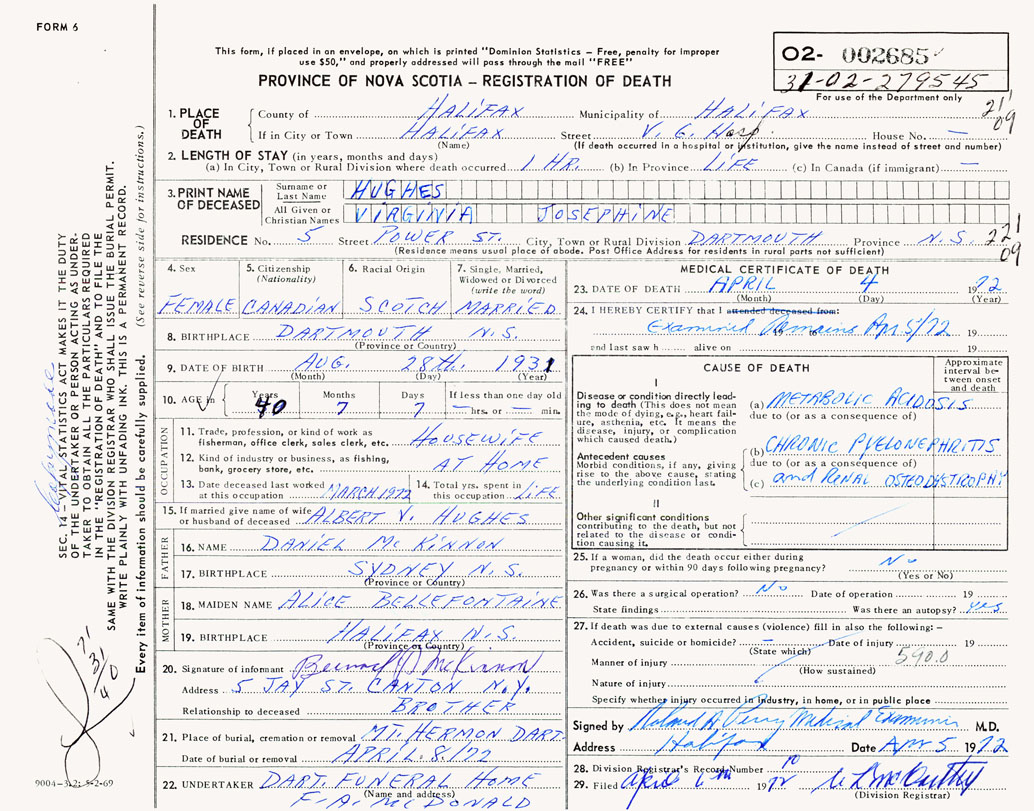 FORM 6
This form, if placed in an envelope, on which is printed "Dominion Statistics – Free, penalty for improper
use $50," and properly addressed will pass through the mail "FREE"
PROVINCE OF NOVA SCOTIA – REGISTRATION OF DEATH
02- 002685
31-02-279545
For use of the Department only
1. PLACE OF DEATH
County of HALIFAX Municipality of HALIFAX 21' 09
If in City or Town HALIFAX Street V. G. Hosp. House No. —
(Name) (If death occurred in a hospital or institution, give the name instead of street and number)
2. LENGTH OF STAY (in years, months and days)
(a) In City, Town or Rural Division where death occurred 1 HR. (b) In Province LIFE (c) In Canada (if immigrant) —
3. PRINT NAME OF DECEASED
Surname or Last Name HUGHES
All Given or Christian Names VIRGINIA JOSEPHINE
RESIDENCE No. 5 Street POWER ST. City, Town or Rural Division DARTMOUTH Province N.S. 221 09
(Residence means usual place of abode. Post Office Address for residents in rural parts not sufficient)
4. Sex FEMALE
5. Citizenship (Nationality) CANADIAN
6. Racial Origin SCOTCH
7. Single, Married, Widowed or Divorced (write the word) MARRIED
8. BIRTHPLACE DARTMOUTH N.S.
(Province or Country)
9. DATE OF BIRTH AUG. 28th. 1931
(Month) (Day) (Year)
10. AGE in Years 40 Months 7 Days 7 If less than one day old — hrs. or — min.
OCCUPATION
11. Trade, profession or kind of work as
fisherman, office clerk, sales clerk, etc. HOUSEWIFE
12. Kind of industry or business, as fishing,
bank, grocery store, etc. AT HOME
13. Date deceased last worked
at this occupation MARCH 1972
14. Total yrs. spent in
this occupation LIFE
15. If married give name of wife
or husband of deceased ALBERT V. HUGHES
FATHER
16. NAME DANIEL McKINNON
17. BIRTHPLACE SYDNEY N.S.
(Province or Country)
MOTHER
18. MAIDEN NAME ALICE BELLEFONTAINE
19. BIRTHPLACE HALIFAX N.S.
(Province or Country)
20. Signature of informant Bernard J McKinnon
Address 5 JAY ST. CANTON N.Y.
Relationship to deceased BROTHER
21. Place of burial, cremation or removal MT. HERMON DART.
Date of burial or removal APRIL. 8/72
22. UNDERTAKER DART. FUNERAL HOME
(Name and address)
F. A. McDONALD
MEDICAL CERTIFICATE OF DEATH
23. DATE OF DEATH APRIL 4 1972
(Month) (Day) (Year)
24. I HEREBY CERTIFY that I attended deceased from:
Examined Remains Apr 5/72 19
and last saw h alive on 19
CAUSE OF DEATH
Approximate interval between onset and death
I
Disease or condition directly leading to death (This does not mean the mode of dying, e.g., heart failure, asthenia, etc. It means the disease, injury, or complication which caused death.)
(a) METABOLIC ACIDOSIS
due to (or as a consequence of)
Antecedent causes
Morbid conditions, if any, giving rise to the above cause, stating the underlying condition last.
(b) CHRONIC PYELONEPHRITIS
due to (or as a consequence of)
(c) and RENAL OSTEODYSTROPHY
II
Other significant conditions
contributing to the death, but not related to the disease or condition causing it.
25. If a woman, did the death occur either during
pregnancy or within 90 days following pregnancy? No
(Yes or No)
26. Was there a surgical operation? No Date of operation 19
State findings Was there an autopsy? yes
27. If death was due to external causes (violence) fill in also the following: –
Accident, suicide or homicide? — Date of injury 19
(State which)
Manner of injury 590.0
(How sustained)
Nature of injury
Specify whether injury occurred in industry, in home, or in public place
Signed by Perry Medical Examiner M.D.
Address Halifax Date Apr 5 1972
28. Division Registrar's Record Number 10
29. Filed April 1972 McCarthy
(Division Registrar)
SEC. 14 – VITAL STATISTICS ACT MAKES IT THE DUTY
OF THE UNDERTAKER OR PERSON ACTING AS UNDER-
TAKER TO OBTAIN ALL THE PARTICULARS REQUIRED
IN THE "REGISTRATION OF DEATH" AND TO FILE THE
SAME WITH THE DIVISION REGISTRAR WHO SHALL ISSUE THE BURIAL PERMIT.
WRITE PLAINLY WITH UNFADING INK. THIS IS A PERMANENT RECORD.
Every item of information should be carefully supplied. (See reverse side for instructions.)
31/40